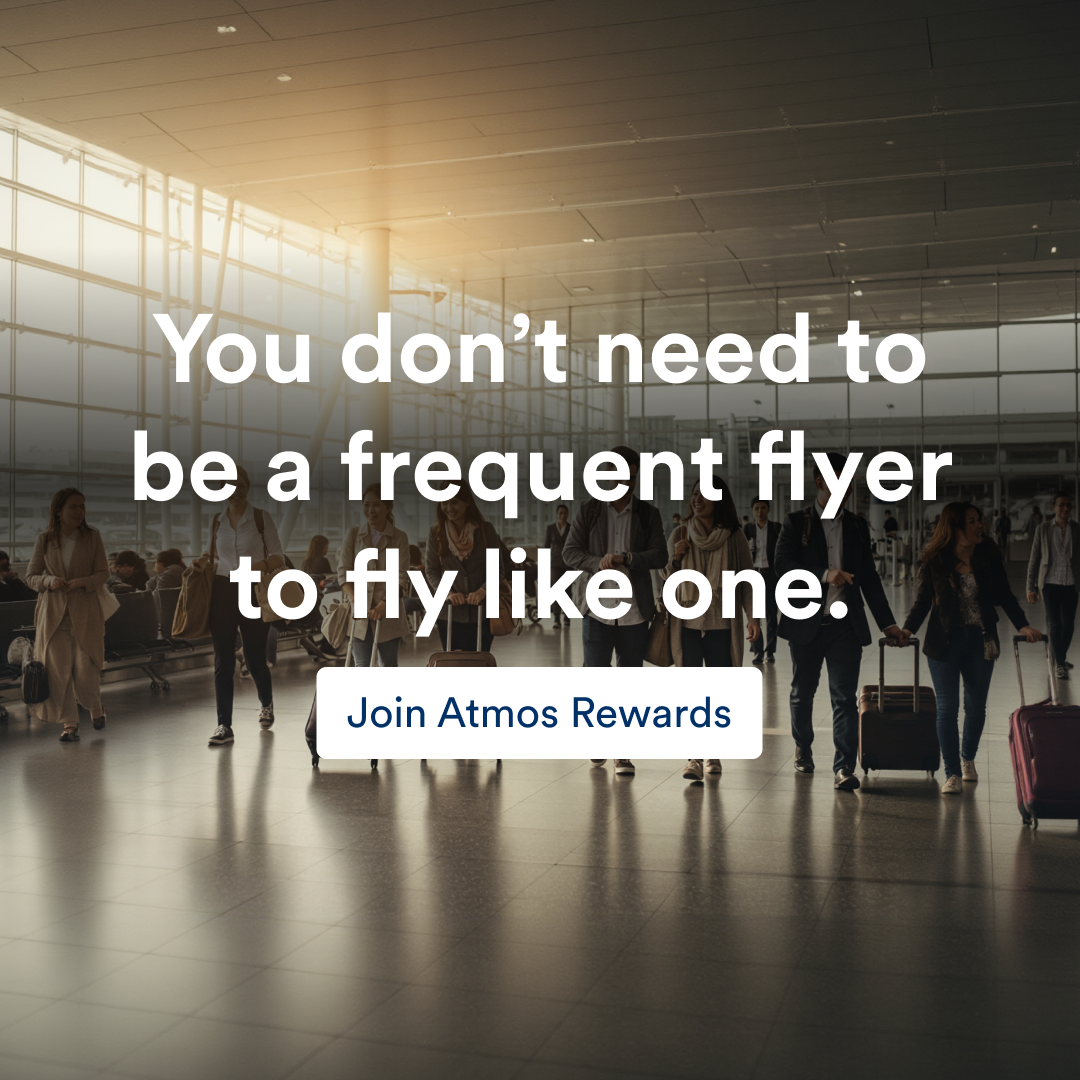 You don’t need to
be a frequent flyer
to fly like one.
Join Atmos Rewards